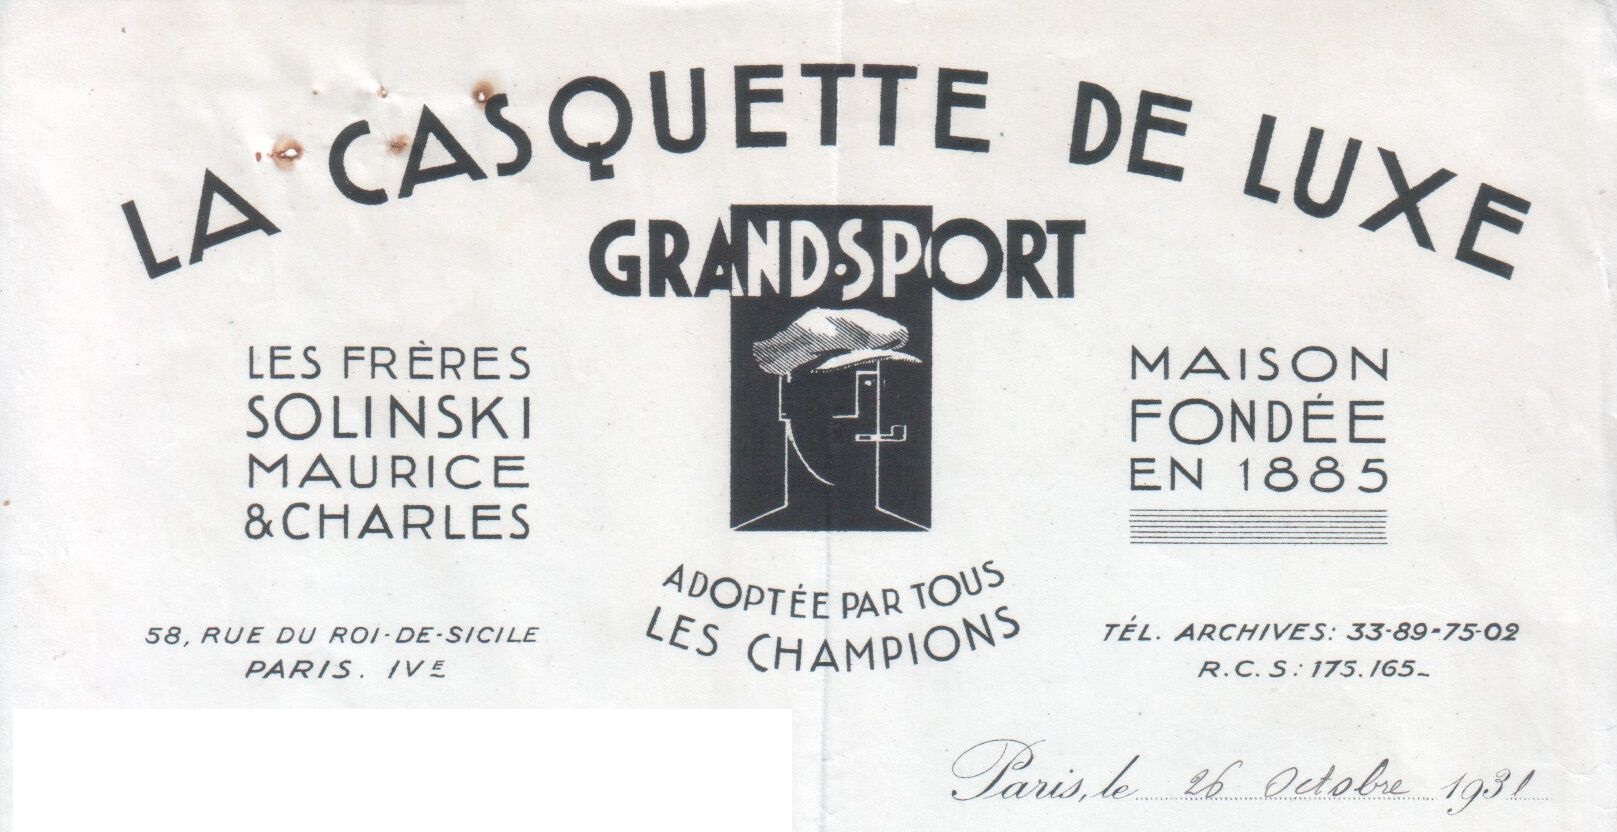 LA CASQUETTE DE LUXE
GRAND·SPORT
LES FRÈRES
SOLINSKI
MAURICE
& CHARLES
MAISON
FONDÉE
EN 1885
ADOPTÉE PAR TOUS
LES CHAMPIONS
58, RUE DU ROI-DE-SICILE
PARIS. IVE
TÉL. ARCHIVES: 33-89-75-02
R.C.S: 175.165_
Paris, le 26 Octobre 1931